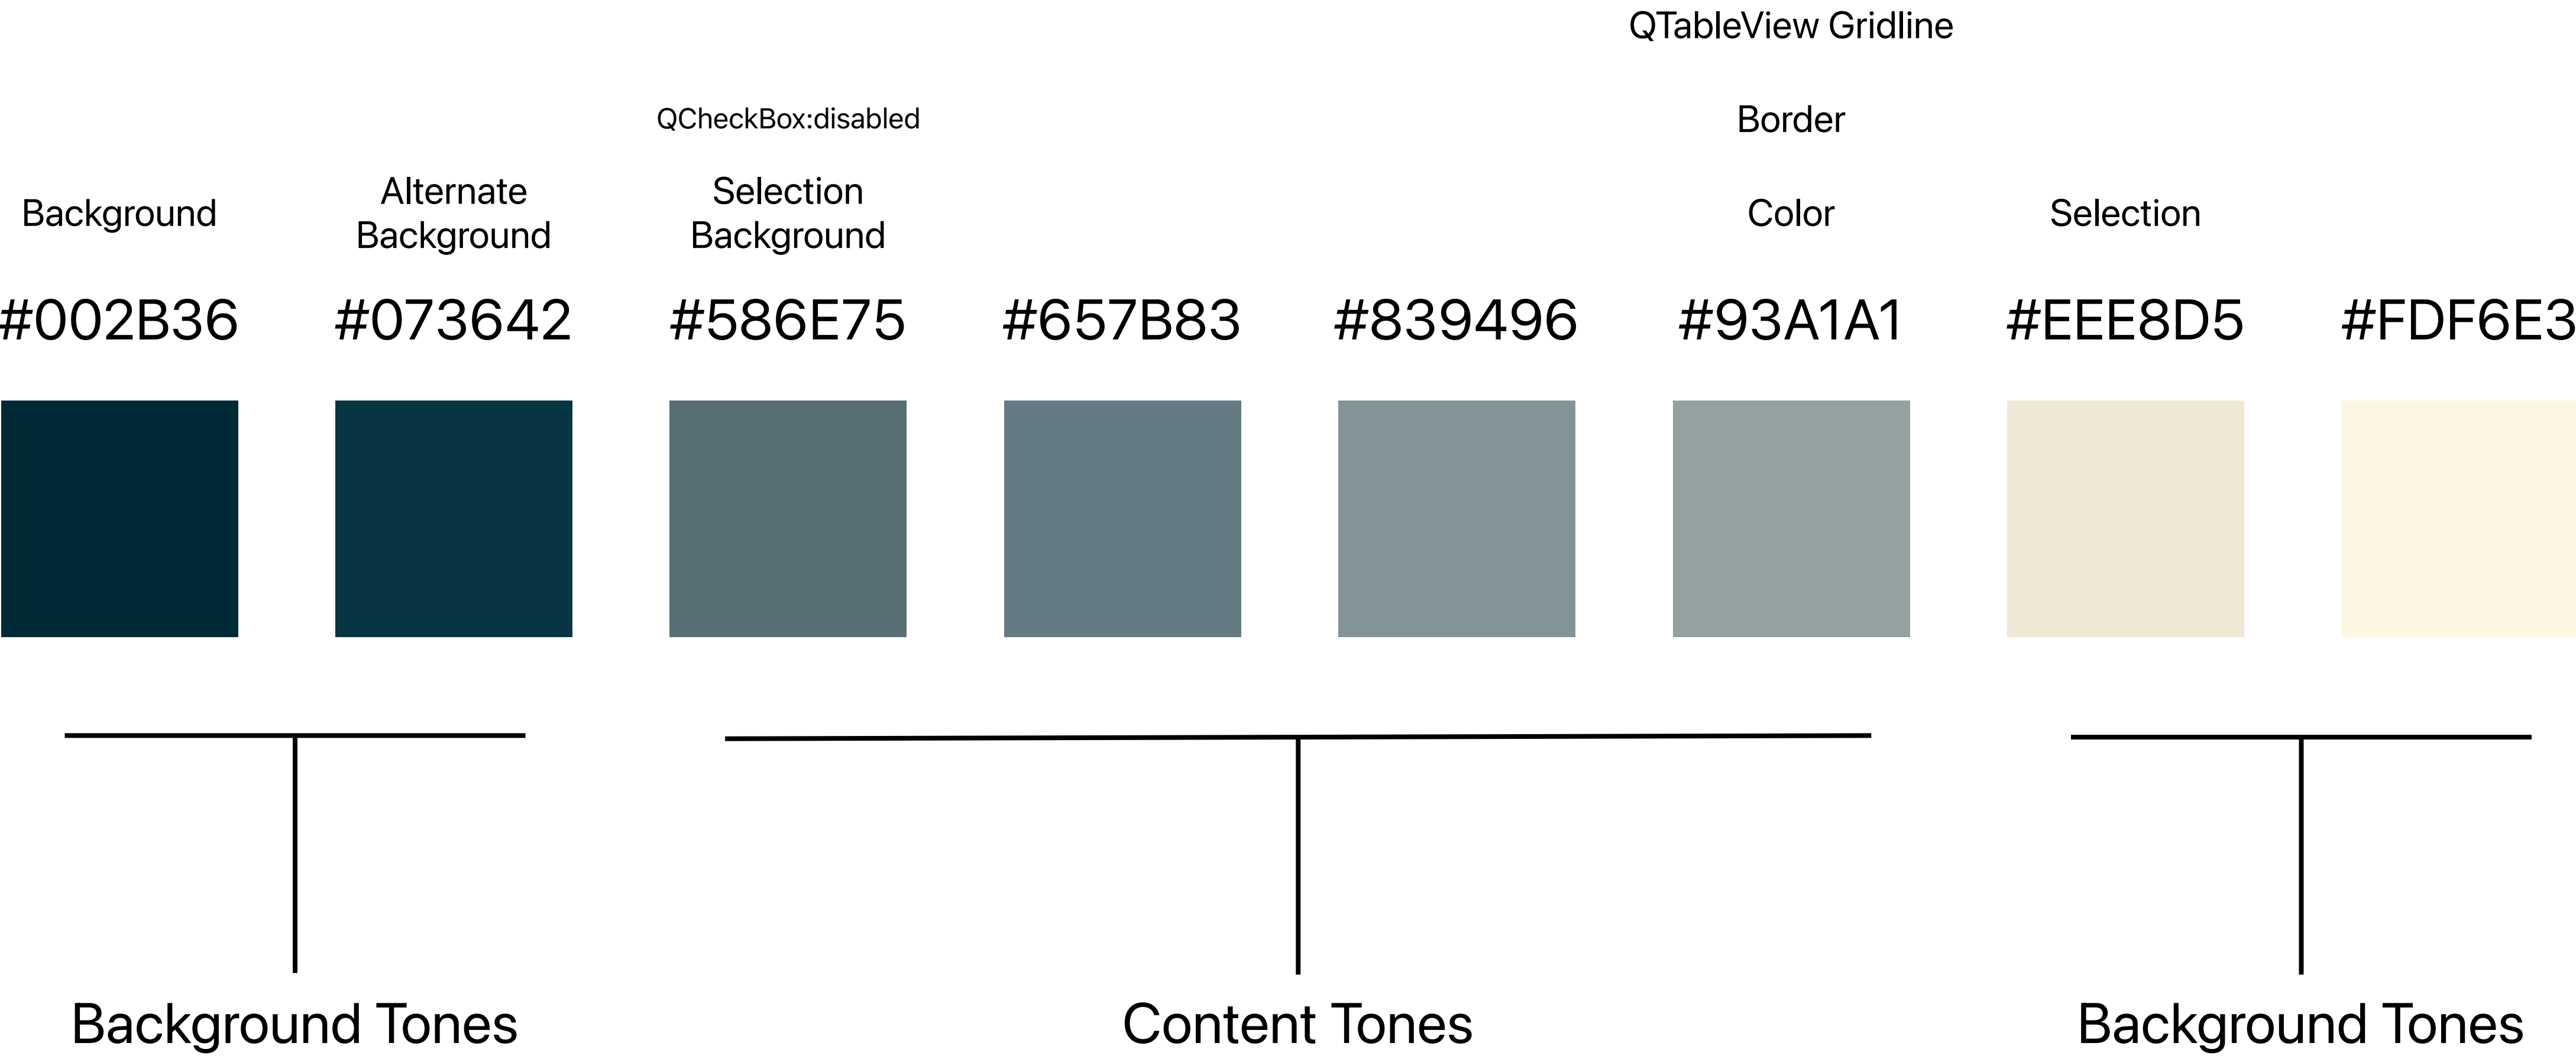 QTableView Gridline
QCheckBox:disabled
Border
Background
Alternate
Background
Selection
Background
Color
Selection
#002B36
#073642
#586E75
#657B83
#839496
#93A1A1
#EEE8D5
#FDF6E3
Background Tones
Content Tones
Background Tones